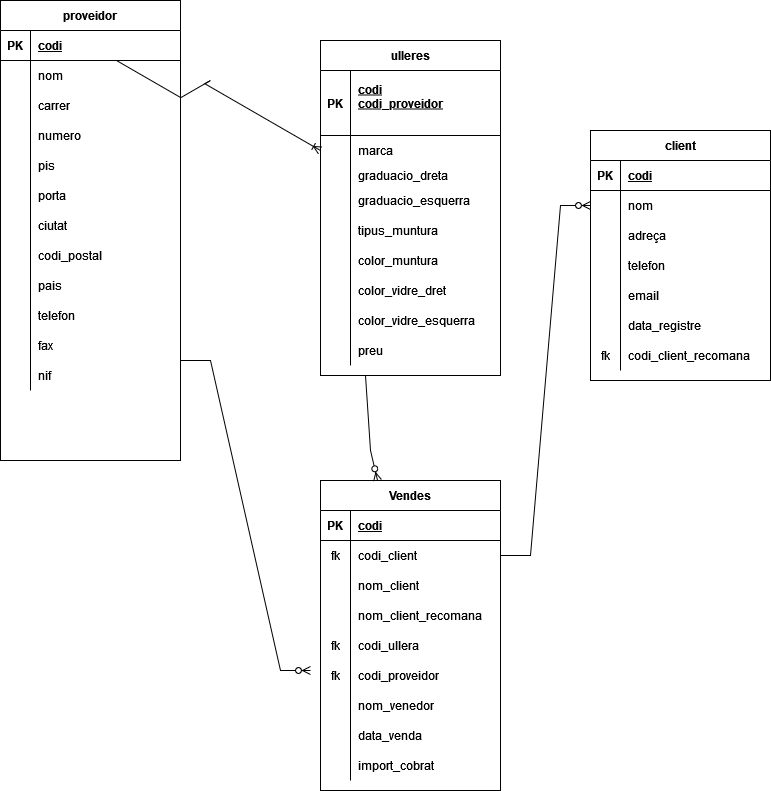 proveidor
PK codi
nom
carrer
numero
pis
porta
ciutat
codi_postal
pais
telefon
fax
nif
ulleres
PK codi
codi_proveidor
marca
graduacio_dreta
graduacio_esquerra
tipus_muntura
color_muntura
color_vidre_dret
color_vidre_esquerra
preu
client
PK codi
nom
adreça
telefon
email
data_registre
fk codi_client_recomana
Vendes
PK codi
fk codi_client
nom_client
nom_client_recomana
fk codi_ullera
fk codi_proveidor
nom_venedor
data_venda
import_cobrat